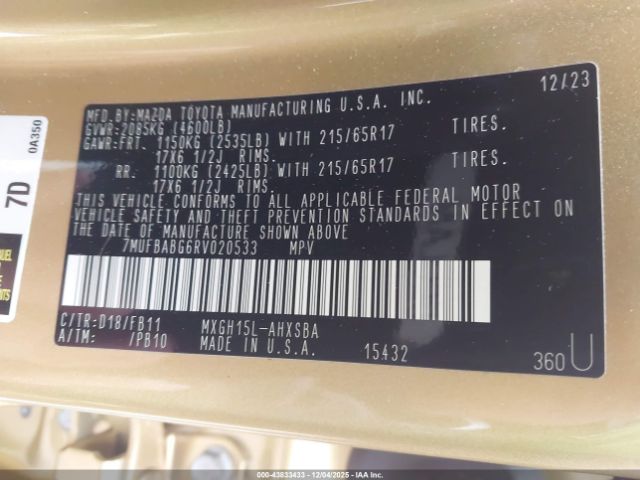 MFD.BY:MAZDA TOYOTA MANUFACTURING U.S.A. INC. 12/23
GVWR:2085KG (4600LB)
GAWR:FRT. 1150KG (2535LB) WITH 215/65R17 TIRES.
17X6 1/2J RIMS.
RR. 1100KG (2425LB) WITH 215/65R17 TIRES.
17X6 1/2J RIMS.
THIS VEHICLE CONFORMS TO ALL APPLICABLE FEDERAL MOTOR
VEHICLE SAFETY AND THEFT PREVENTION STANDARDS IN EFFECT ON
THE DATE OF MANUFACTURE SHOWN ABOVE
7MUFBABG6RV020533 MPV
C/TR:D18/FB11 MXGH15L-AHXSBA
A/TM: /PB10 MADE IN U.S.A. 15432
360 U
7D
0A350
000-43833433 - 12/04/2025 - IAAI.CA